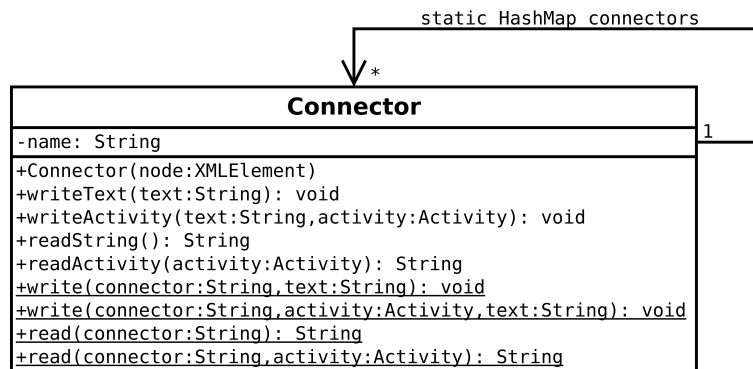 static HashMap connectors
*
Connector
1
-name: String
+Connector(node:XMLElement)
+writeText(text:String): void
+writeActivity(text:String,activity:Activity): void
+readString(): String
+readActivity(activity:Activity): String
+write(connector:String,text:String): void
+write(connector:String,activity:Activity,text:String): void
+read(connector:String): String
+read(connector:String,activity:Activity): String